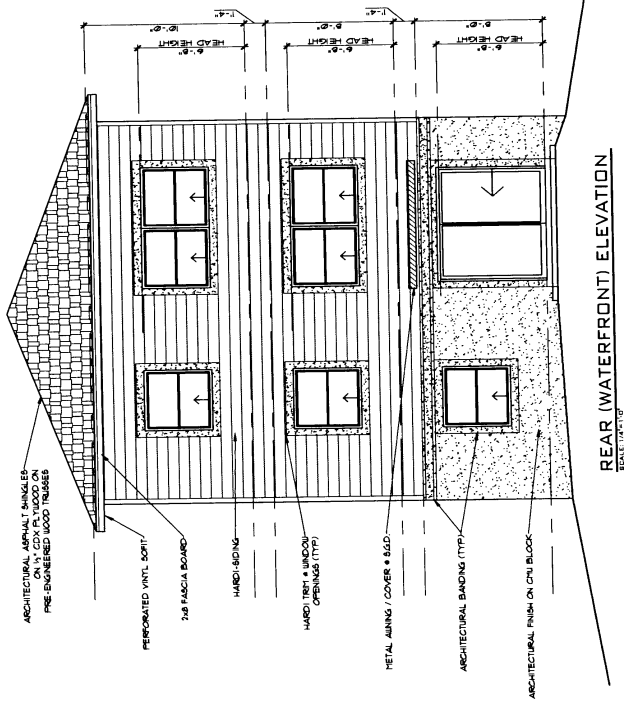 ARCHITECTURAL ASPHALT SHINGLES
ON ½" CDX PLYWOOD ON
PRE-ENGINEERED WOOD TRUSSES
PERFORATED VINYL SOFIT
2x8 FASCIA BOARD
HARDI-SIDING
HARDI TRIM @ WINDOW
OPENINGS (TYP)
METAL AWNING / COVER @ S.G.D
ARCHITECTURAL BANDING (TYP)
ARCHITECTURAL FINISH ON CMU BLOCK
10'-0"
6'-8"
HEAD HEIGHT
1'-4"
8'-0"
6'-8"
HEAD HEIGHT
1'-4"
8'-0"
6'-8"
HEAD HEIGHT
REAR (WATERFRONT) ELEVATION
SCALE: 1/4"=1'0"